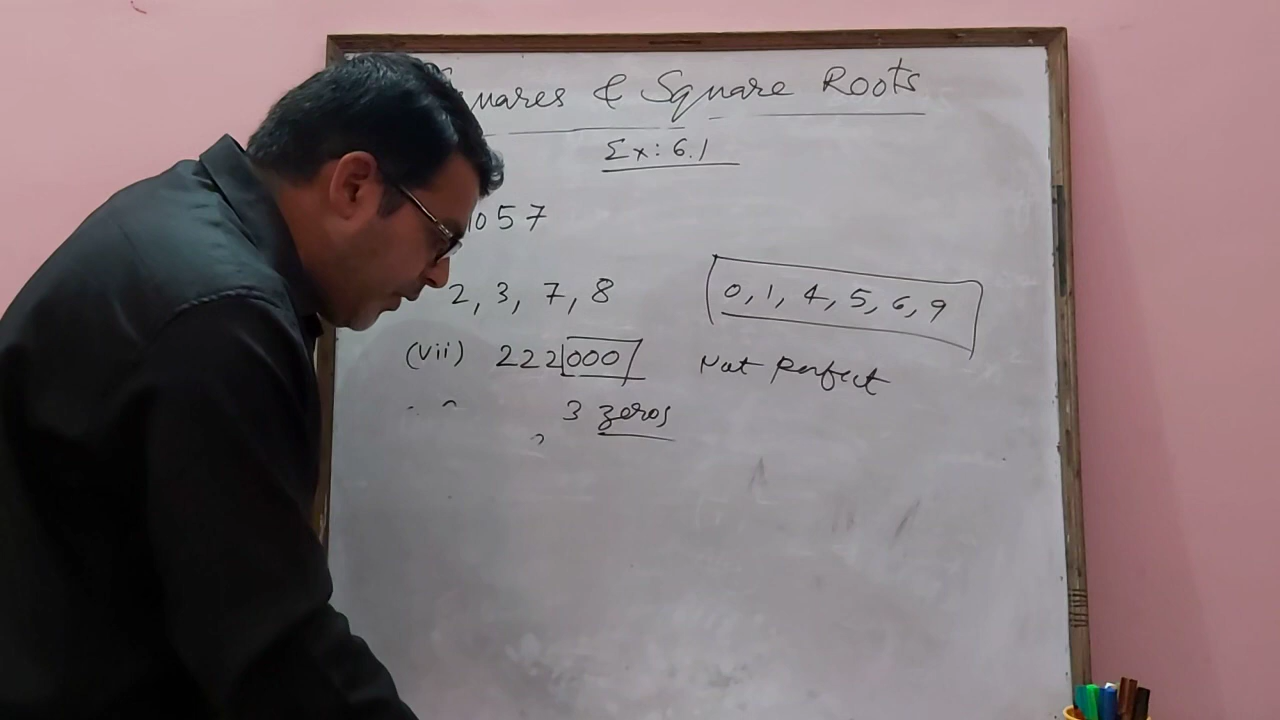 quares & Square Roots
Ex: 6.1
1057
2, 3, 7, 8
0, 1, 4, 5, 6, 9
(vii) 222000 Not Perfect
3 zeros